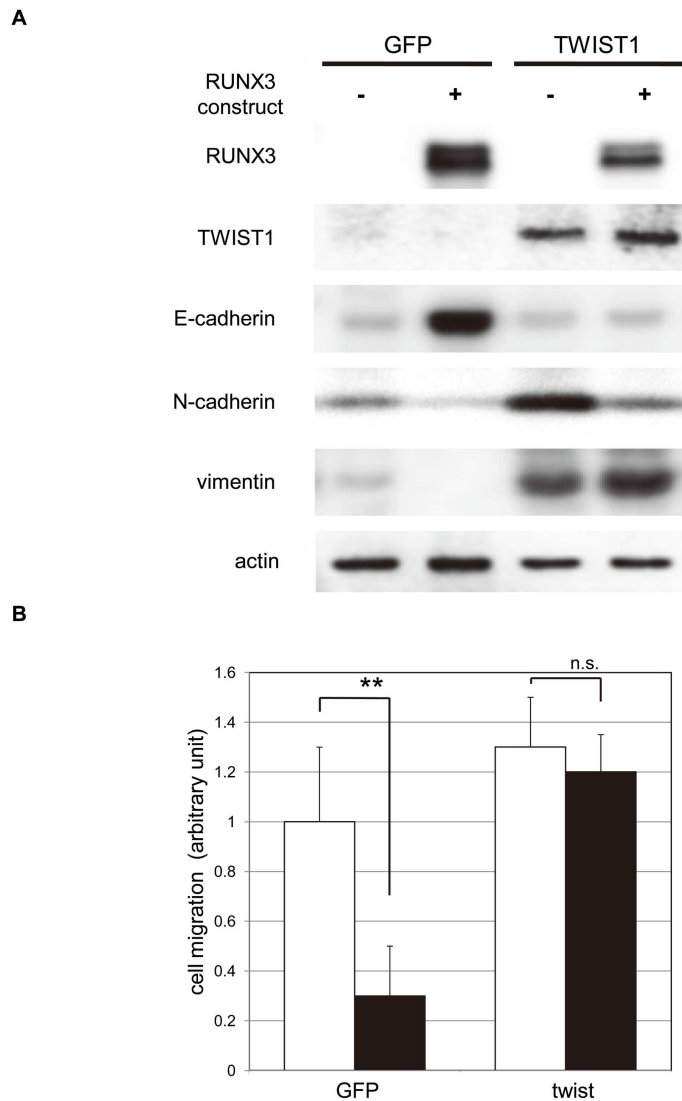 A
GFP TWIST1
RUNX3
construct
- + - +
RUNX3
TWIST1
E-cadherin
N-cadherin
vimentin
actin
B
cell migration (arbitrary unit)
1.6
1.4
1.2
1
0.8
0.6
0.4
0.2
0
**
n.s.
GFP twist